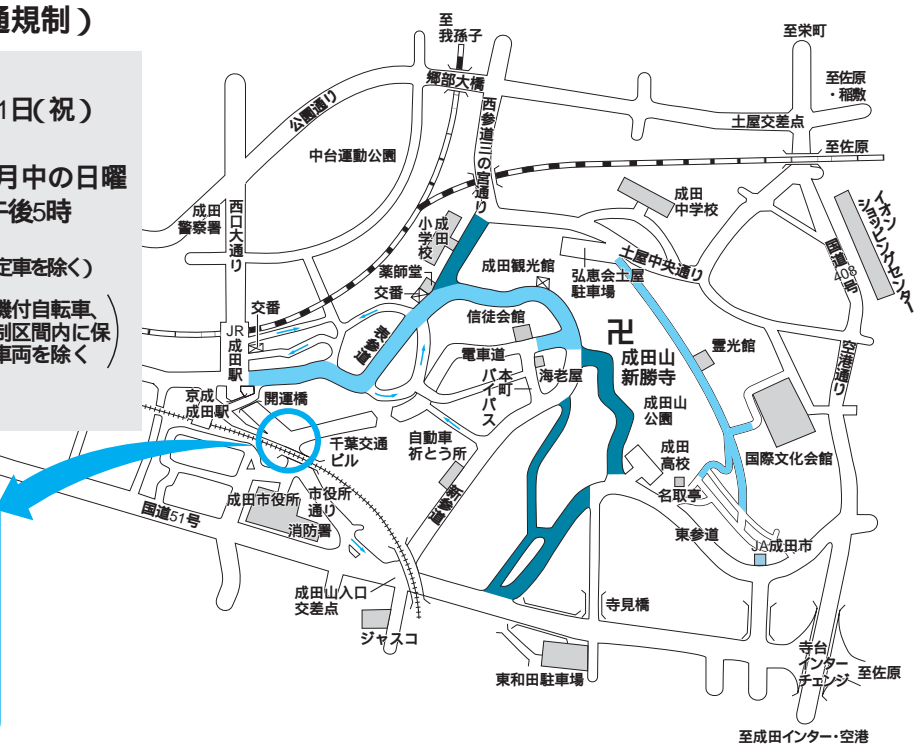 通規制）
1日(祝)
月中の日曜
午後5時
定車を除く）
機付自転車、
制区間内に保
車両を除く
至
我孫子
至栄町
郷部大橋
至佐原
・稲敷
公園通り
西参道三の宮通り
土屋交差点
至佐原
中台運動公園
成田
中学校
成田
警察署
西口大通り
成田
小学校
イオン
ショッピングセンター
国道
408
号
土屋中央通り
成田観光館
弘恵会土屋
駐車場
薬師堂
交番
交番
信徒会館
卍
成田山
新勝寺
霊光館
空港通り
JR
成田駅
表参道
電車道
本町
バイパス
海老屋
京成
成田駅
開運橋
成田山
公園
千葉交通
ビル
自動車
祈とう所
成田
高校
国際文化会館
名取亭
成田市役所
市役所
通り
新参道
国道51号
消防署
東参道
JA成田市
成田山入口
交差点
寺見橋
ジャスコ
寺台
インター
チェンジ
至佐原
東和田駐車場
至成田インター・空港